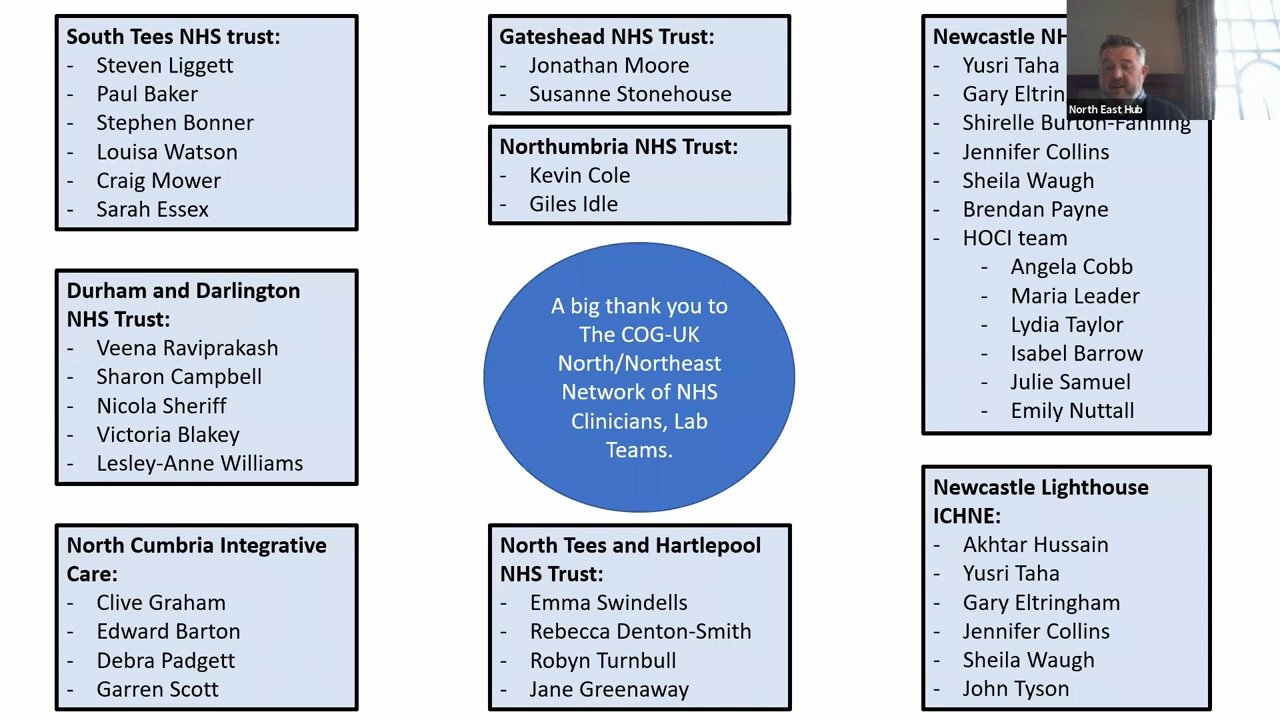 South Tees NHS trust:
- Steven Liggett
- Paul Baker
- Stephen Bonner
- Louisa Watson
- Craig Mower
- Sarah Essex
Durham and Darlington
NHS Trust:
- Veena Raviprakash
- Sharon Campbell
- Nicola Sheriff
- Victoria Blakey
- Lesley-Anne Williams
North Cumbria Integrative
Care:
- Clive Graham
- Edward Barton
- Debra Padgett
- Garren Scott
Gateshead NHS Trust:
- Jonathan Moore
- Susanne Stonehouse
Northumbria NHS Trust:
- Kevin Cole
- Giles Idle
A big thank you to
The COG-UK
North/Northeast
Network of NHS
Clinicians, Lab
Teams.
North Tees and Hartlepool
NHS Trust:
- Emma Swindells
- Rebecca Denton-Smith
- Robyn Turnbull
- Jane Greenaway
Newcastle
- Yusri Taha
- Gary
- Shirelle Burton-Fanning
- Jennifer Collins
- Sheila Waugh
- Brendan Payne
- HOCI team
- Angela Cobb
- Maria Leader
- Lydia Taylor
- Isabel Barrow
- Julie Samuel
- Emily Nuttall
North East Hub
Newcastle Lighthouse
ICHNE:
- Akhtar Hussain
- Yusri Taha
- Gary Eltringham
- Jennifer Collins
- Sheila Waugh
- John Tyson